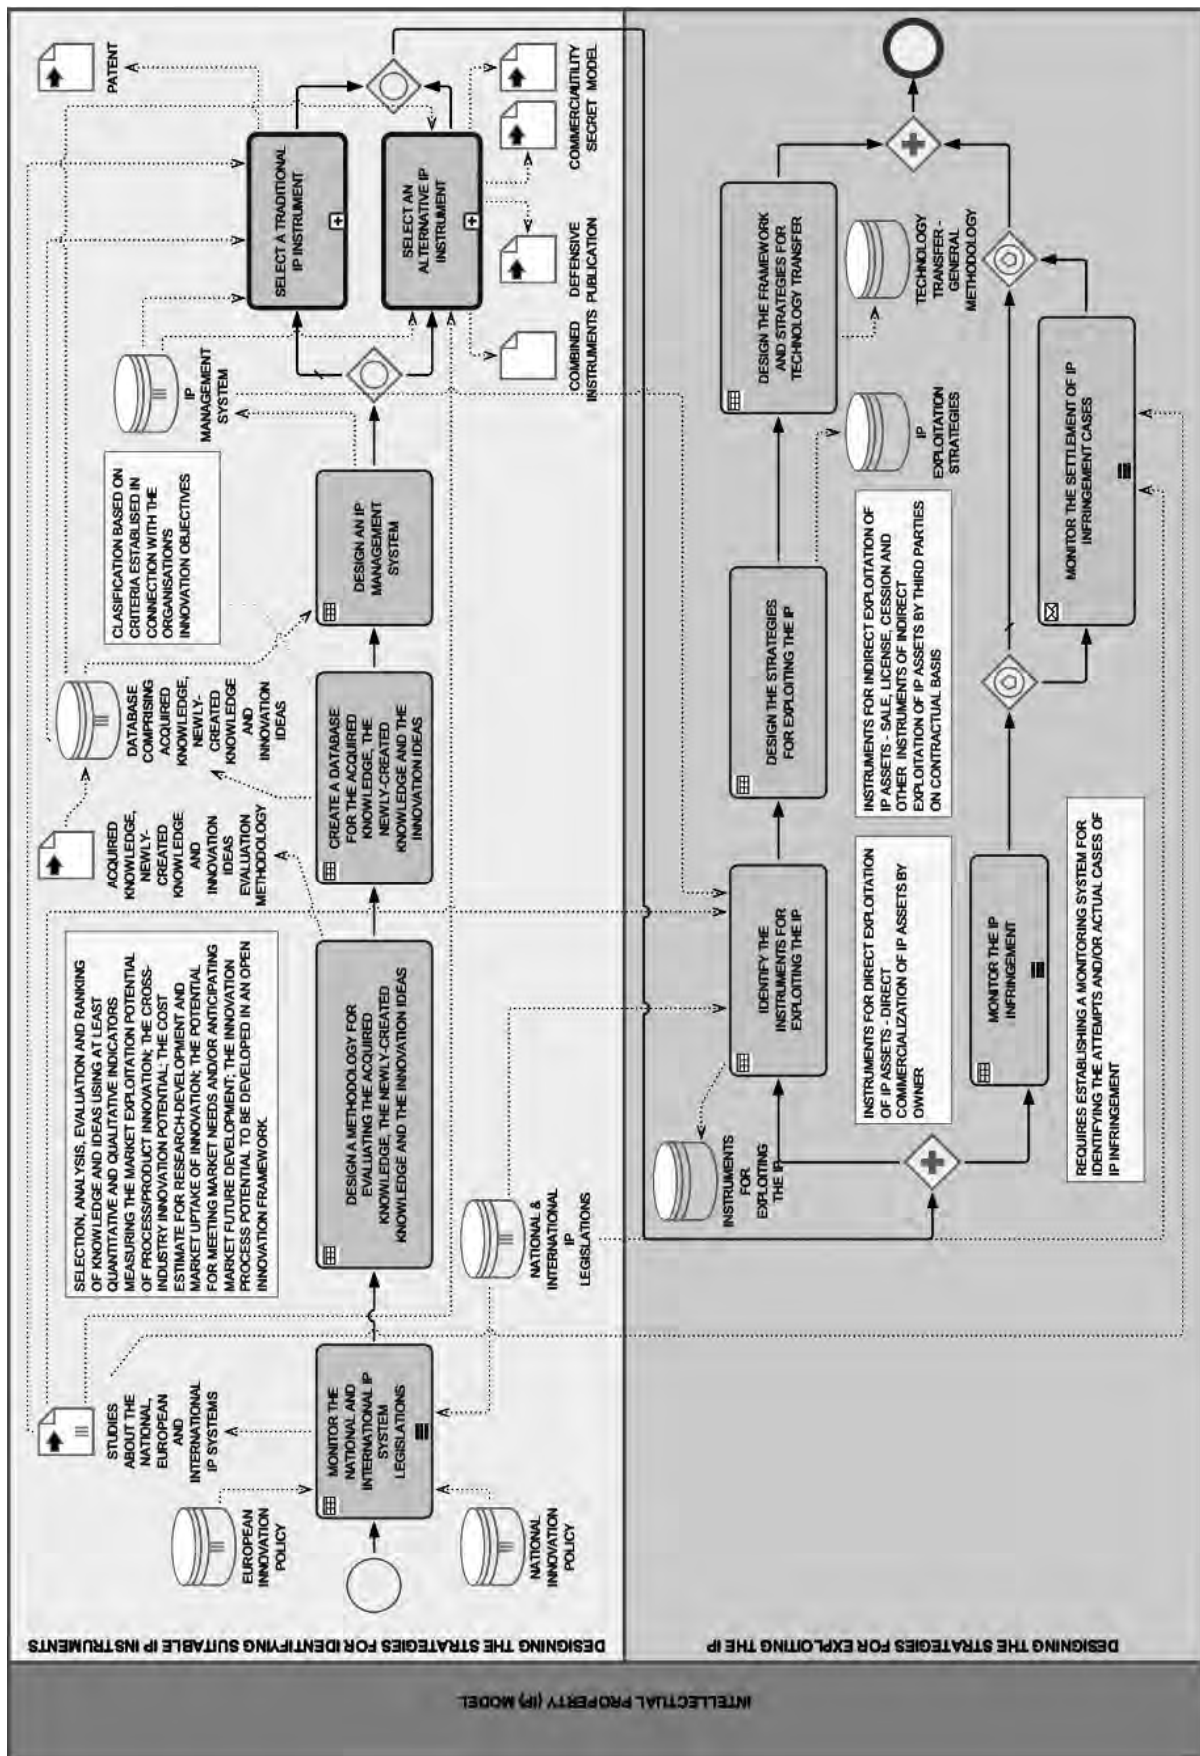 INTELLECTUAL PROPERTY (IP) MODEL
DESIGNING THE STRATEGIES FOR IDENTIFYING SUITABLE IP INSTRUMENTS
EUROPEAN
INNOVATION
POLICY
MONITOR THE
NATIONAL AND
INTERNATIONAL IP
SYSTEM
LEGISLATIONS
NATIONAL
INNOVATION
POLICY
STUDIES
ABOUT THE
NATIONAL,
EUROPEAN
AND
INTERNATIONAL
IP SYSTEMS
NATIONAL &
INTERNATIONAL
IP
LEGISLATIONS
SELECTION, ANALYSIS, EVALUATION AND RANKING
OF KNOWLEDGE AND IDEAS USING AT LEAST
QUANTITATIVE AND QUALITATIVE INDICATORS
MEASURING THE MARKET EXPLOITATION POTENTIAL
OF PROCESS/PRODUCT INNOVATION; THE CROSS-
INDUSTRY INNOVATION POTENTIAL; THE COST
ESTIMATE FOR RESEARCH-DEVELOPMENT AND
MARKET UPTAKE OF INNOVATION; THE POTENTIAL
FOR MEETING MARKET NEEDS AND/OR ANTICIPATING
MARKET FUTURE DEVELOPMENT; THE INNOVATION
PROCESS POTENTIAL TO BE DEVELOPED IN AN OPEN
INNOVATION FRAMEWORK
DESIGN A METHODOLOGY FOR
EVALUATING THE ACQUIRED
KNOWLEDGE, THE NEWLY-CREATED
KNOWLEDGE AND THE INNOVATION IDEAS
ACQUIRED
KNOWLEDGE,
NEWLY-
CREATED
KNOWLEDGE
AND
INNOVATION
IDEAS
EVALUATION
METHODOLOGY
CREATE A DATABASE
FOR THE ACQUIRED
KNOWLEDGE, THE
NEWLY-CREATED
KNOWLEDGE AND THE
INNOVATION IDEAS
DATABASE
COMPRISING
ACQUIRED
KNOWLEDGE,
NEWLY-
CREATED
KNOWLEDGE
AND
INNOVATION
IDEAS
CLASIFICATION BASED ON
CRITERIA ESTABLISED IN
CONNECTION WITH THE
ORGANISATION'S
INNOVATION OBJECTIVES
DESIGN AN IP
MANAGEMENT
SYSTEM
IP
MANAGEMENT
SYSTEM
SELECT A TRADITIONAL
IP INSTRUMENT
SELECT AN
ALTERNATIVE IP
INSTRUMENT
PATENT
COMBINED
INSTRUMENTS
DEFENSIVE
PUBLICATION
COMMERCIAL
SECRET
UTILITY
MODEL
DESIGNING THE STRATEGIES FOR EXPLOITING THE IP
INSTRUMENTS
FOR
EXPLOITING
THE IP
IDENTIFY THE
INSTRUMENTS FOR
EXPLOITING THE IP
INSTRUMENTS FOR DIRECT EXPLOITATION
OF IP ASSETS - DIRECT
COMMERCIALIZATION OF IP ASSETS BY
OWNER
DESIGN THE STRATEGIES
FOR EXPLOITING THE IP
INSTRUMENTS FOR INDIRECT EXPLOITATION OF
IP ASSETS - SALE, LICENSE, CESSION AND
OTHER INSTRUMENTS OF INDIRECT
EXPLOITATION OF IP ASSETS BY THIRD PARTIES
ON CONTRACTUAL BASIS
IP
EXPLOITATION
STRATEGIES
DESIGN THE FRAMEWORK
AND STRATEGIES FOR
TECHNOLOGY TRANSFER
TECHNOLOGY
TRANSFER -
GENERAL
METHODOLOGY
MONITOR THE IP
INFRINGEMENT
REQUIRES ESTABLISHING A MONITORING SYSTEM FOR
IDENTIFYING THE ATTEMPTS AND/OR ACTUAL CASES OF
IP INFRINGEMENT
MONITOR THE SETTLEMENT OF IP
INFRINGEMENT CASES